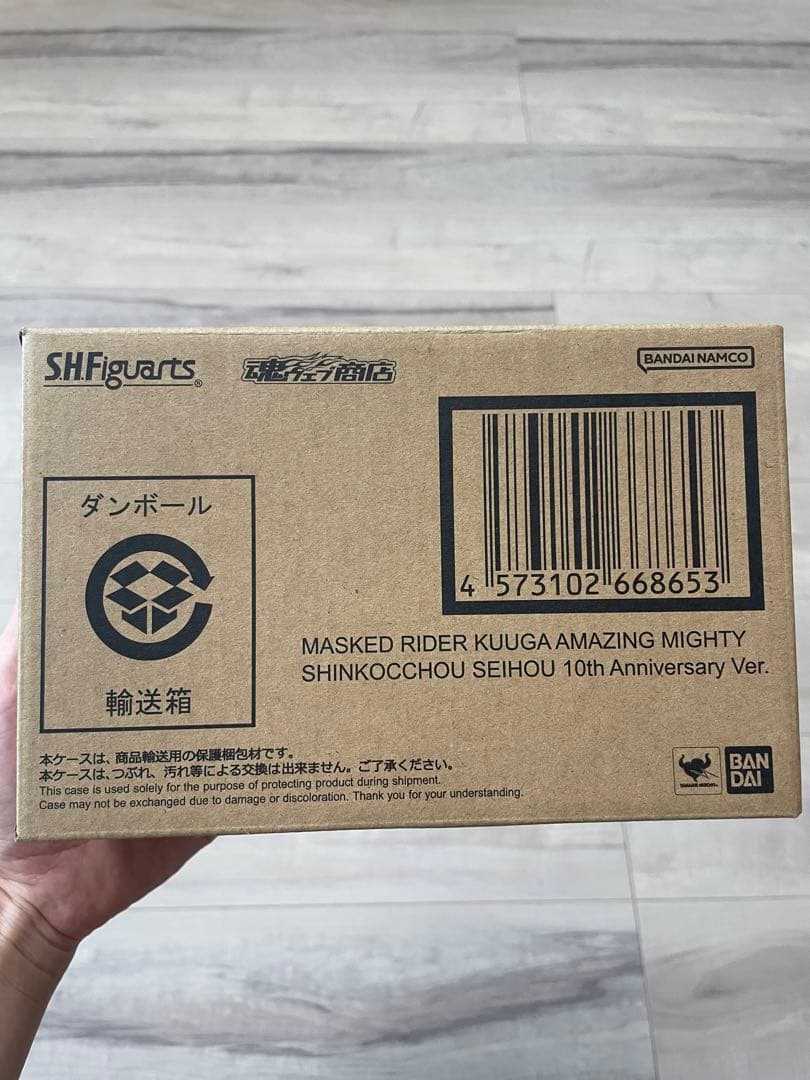 S.H.Figuarts®
魂ウェブ商店
BANDAI NAMCO
4 573102 668653
MASKED RIDER KUUGA AMAZING MIGHTY
SHINKOCCHOU SEIHOU 10th Anniversary Ver.
ダンボール
輸送箱
本ケースは、商品輸送用の保護梱包材です。
本ケースは、つぶれ、汚れ等による交換は出来ません。ご了承ください。
This case is used solely for the purpose of protecting product during shipment.
Case may not be exchanged due to damage or discoloration. Thank you for your understanding.
TAMASHII NATIONS
BAN
DAI